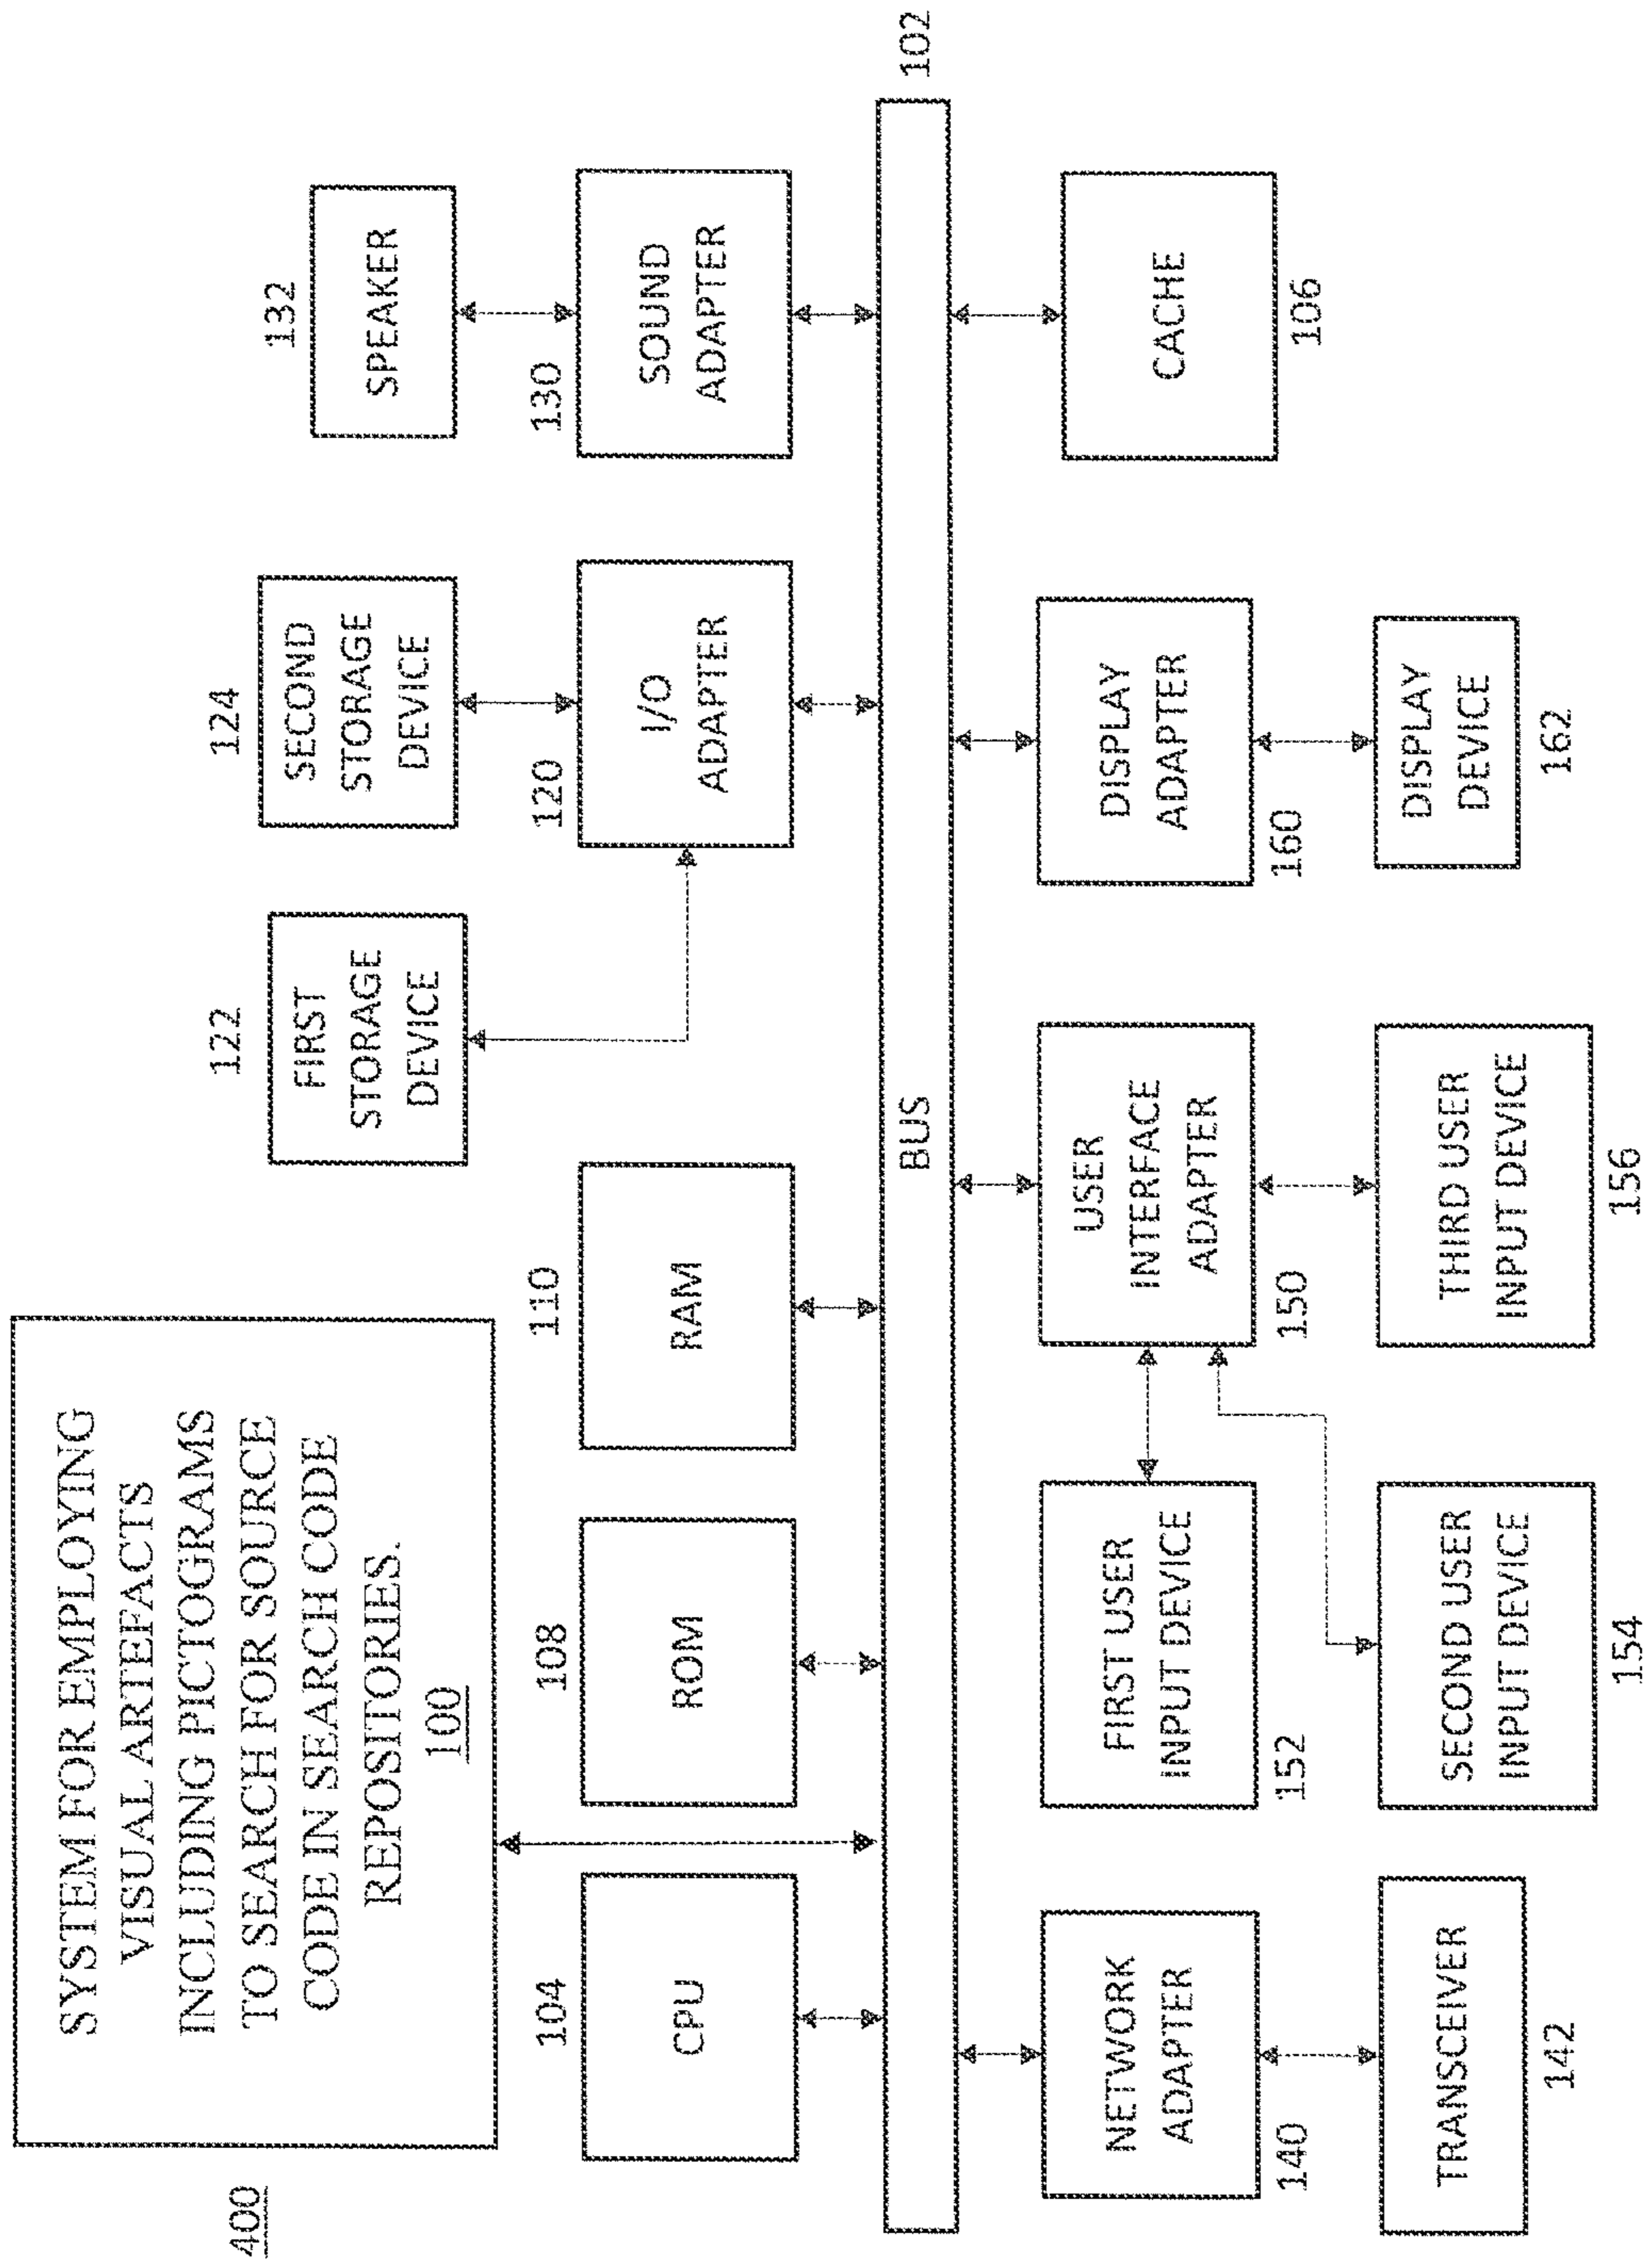 400
SYSTEM FOR EMPLOYING
VISUAL ARTEFACTS
INCLUDING PICTOGRAMS
TO SEARCH FOR SOURCE
CODE IN SEARCH CODE
REPOSITORIES.
100
122
FIRST
STORAGE
DEVICE
124
SECOND
STORAGE
DEVICE
132
SPEAKER
104
CPU
108
ROM
110
RAM
120
I/O
ADAPTER
130
SOUND
ADAPTER
BUS
102
NETWORK
ADAPTER
140
FIRST USER
INPUT DEVICE
152
USER
INTERFACE
ADAPTER
150
DISPLAY
ADAPTER
160
CACHE
106
TRANSCEIVER
142
SECOND USER
INPUT DEVICE
154
THIRD USER
INPUT DEVICE
156
DISPLAY
DEVICE
162